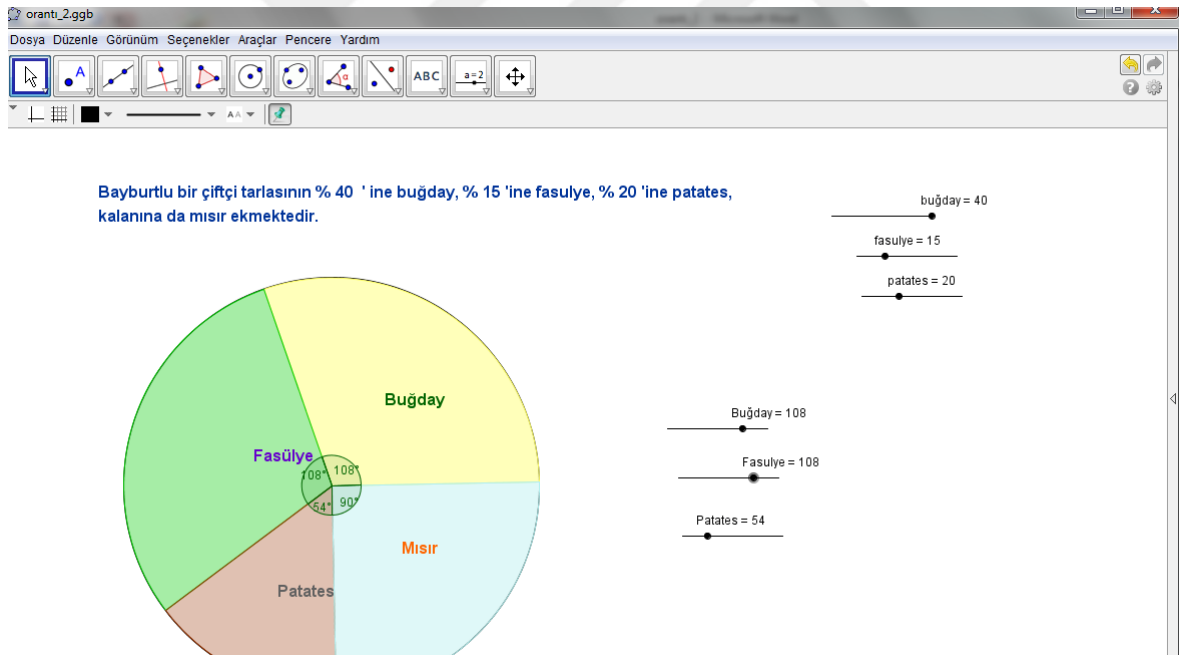 orantı_2.ggb
Dosya Düzenle Görünüm Seçenekler Araçlar Pencere Yardım
A
α
ABC
a=2
AA
Bayburtlu bir çiftçi tarlasının % 40 ' ine buğday, % 15 'ine fasulye, % 20 'ine patates,
kalanına da mısır ekmektedir.
buğday = 40
fasulye = 15
patates = 20
Buğday
Buğday = 108
Fasülye
108°
108°
Fasulye = 108
54°
90°
Patates = 54
Mısır
Patates